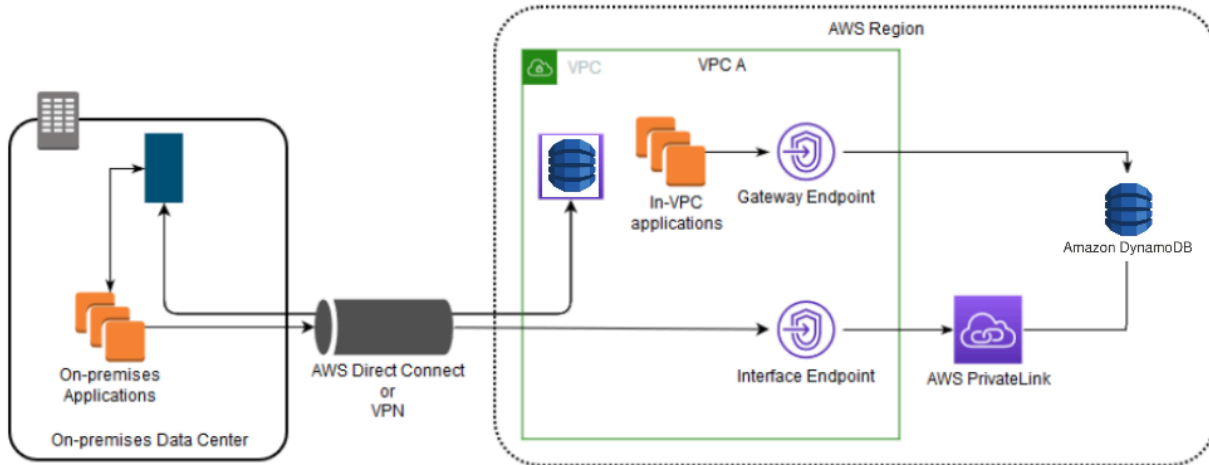 AWS Region
VPC
VPC A
In-VPC
applications
Gateway Endpoint
Amazon DynamoDB
On-premises
Applications
On-premises Data Center
AWS Direct Connect
or
VPN
Interface Endpoint
AWS PrivateLink